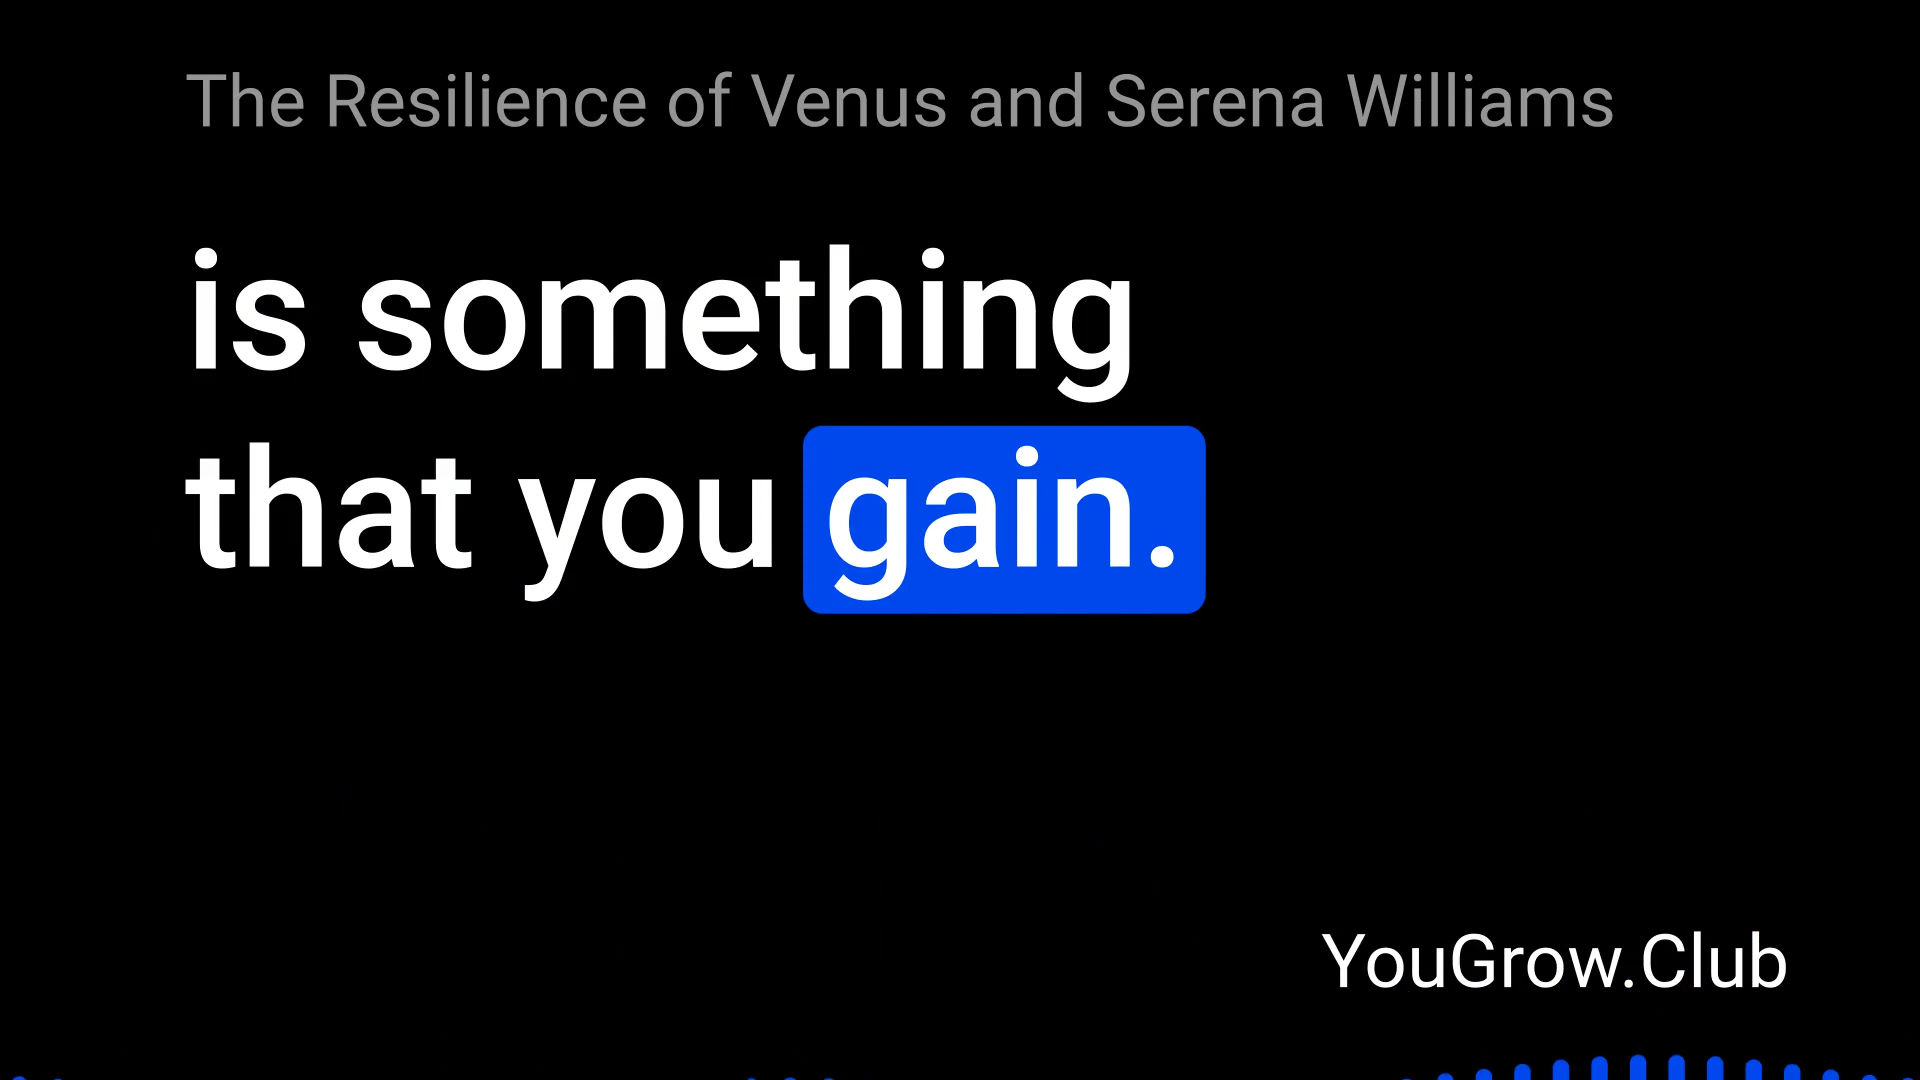 The Resilience of Venus and Serena Williams
is something
that you gain.
YouGrow.Club